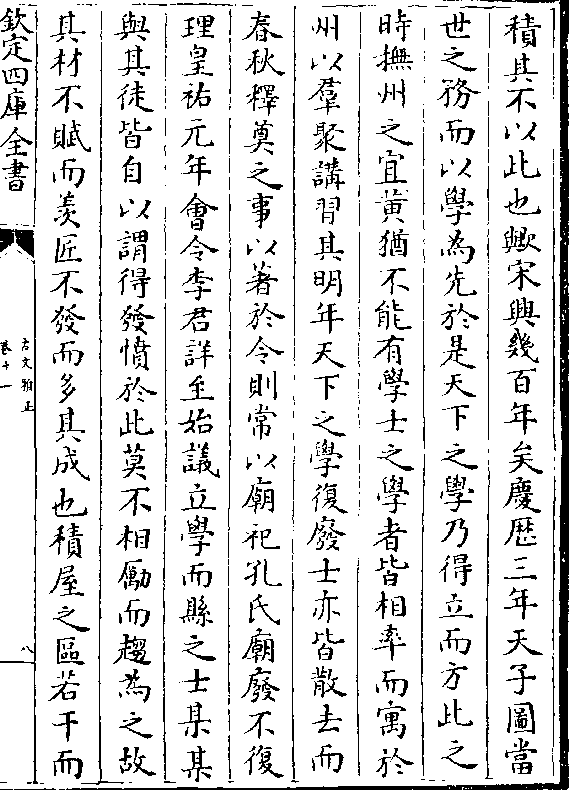 積其不以此也歟宋興幾百年矣慶厯三年天子圖當
世之務而以學為先於是天下之學乃得立而方此之
時撫州之宜黄猶不能有學士之學者皆相率而寓於
州以羣聚講習其明年天下之學復廢士亦皆散去而
春秋釋奠之事以著於令則常以廟祀孔氏廟廢不復
理皇祐元年會令李君詳至始議立學而縣之士某某
與其徒皆自以謂得發憤於此莫不相勵而趨為之故
其材不賦而羨匠不發而多其成也積屋之區若干而
欽定四庫全書
古文雅正
卷十一
八